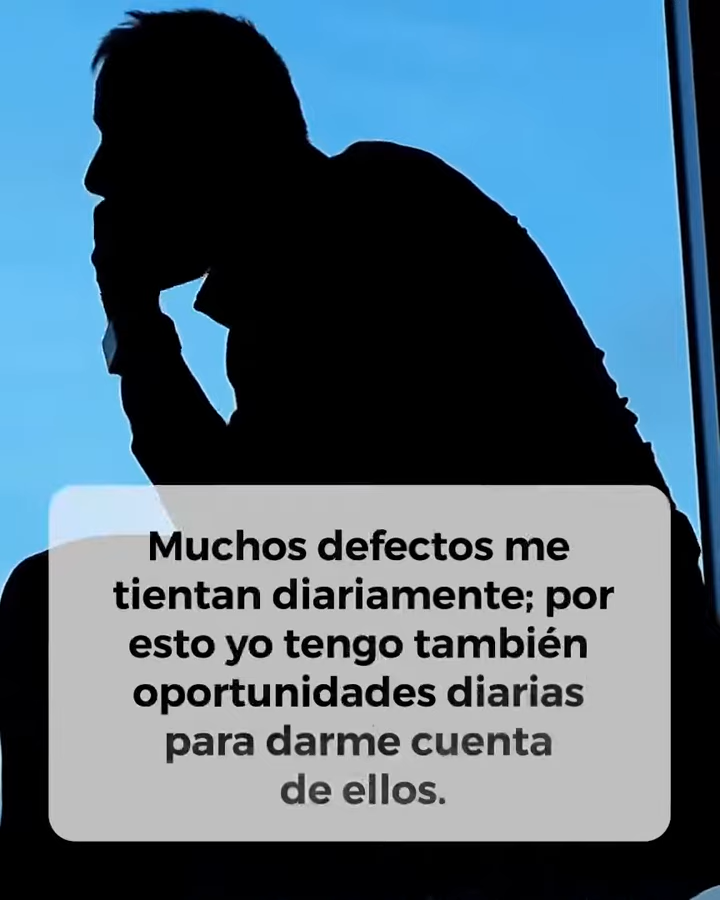 Muchos defectos me
tientan diariamente; por
esto yo tengo también
oportunidades diarias
para darme cuenta
de ellos.